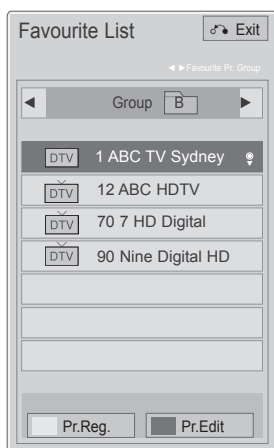 Favourite List
Exit
◄ ►Favourite Pr. Group
◄ Group B ►
DTV 1 ABC TV Sydney
DTV 12 ABC HDTV
DTV 70 7 HD Digital
DTV 90 Nine Digital HD
Pr.Reg. Pr.Edit